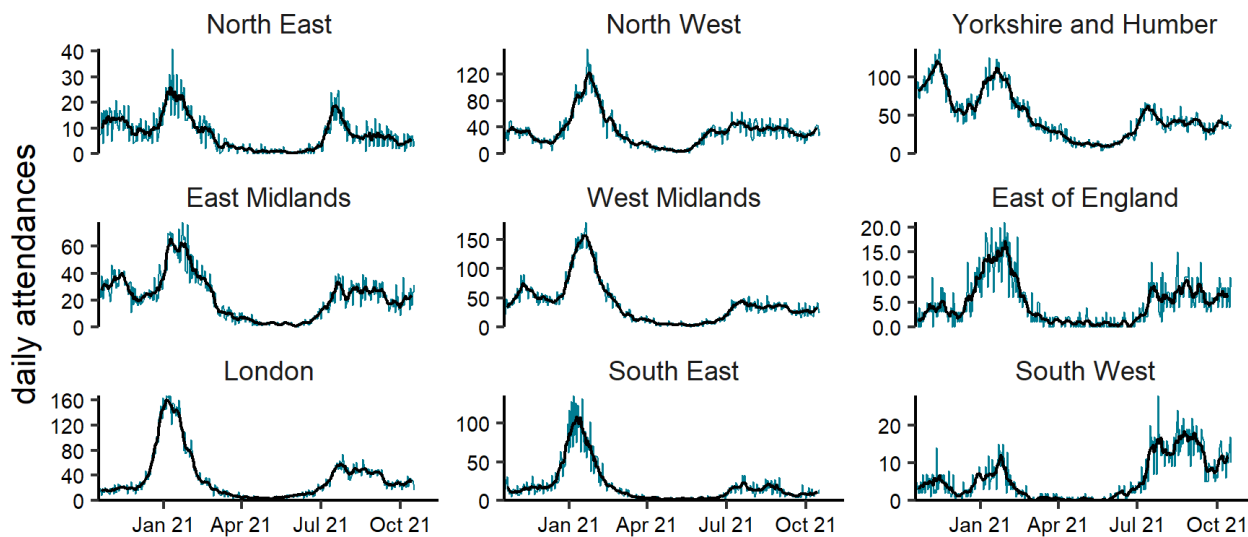 North East
North West
Yorkshire and Humber
40
30
20
10
0
120
80
40
0
100
50
0
East Midlands
West Midlands
East of England
60
40
20
0
150
100
50
0
20.0
15.0
10.0
5.0
0.0
daily attendances
London
South East
South West
160
120
80
40
0
100
50
0
20
10
0
Jan 21 Apr 21 Jul 21 Oct 21
Jan 21 Apr 21 Jul 21 Oct 21
Jan 21 Apr 21 Jul 21 Oct 21